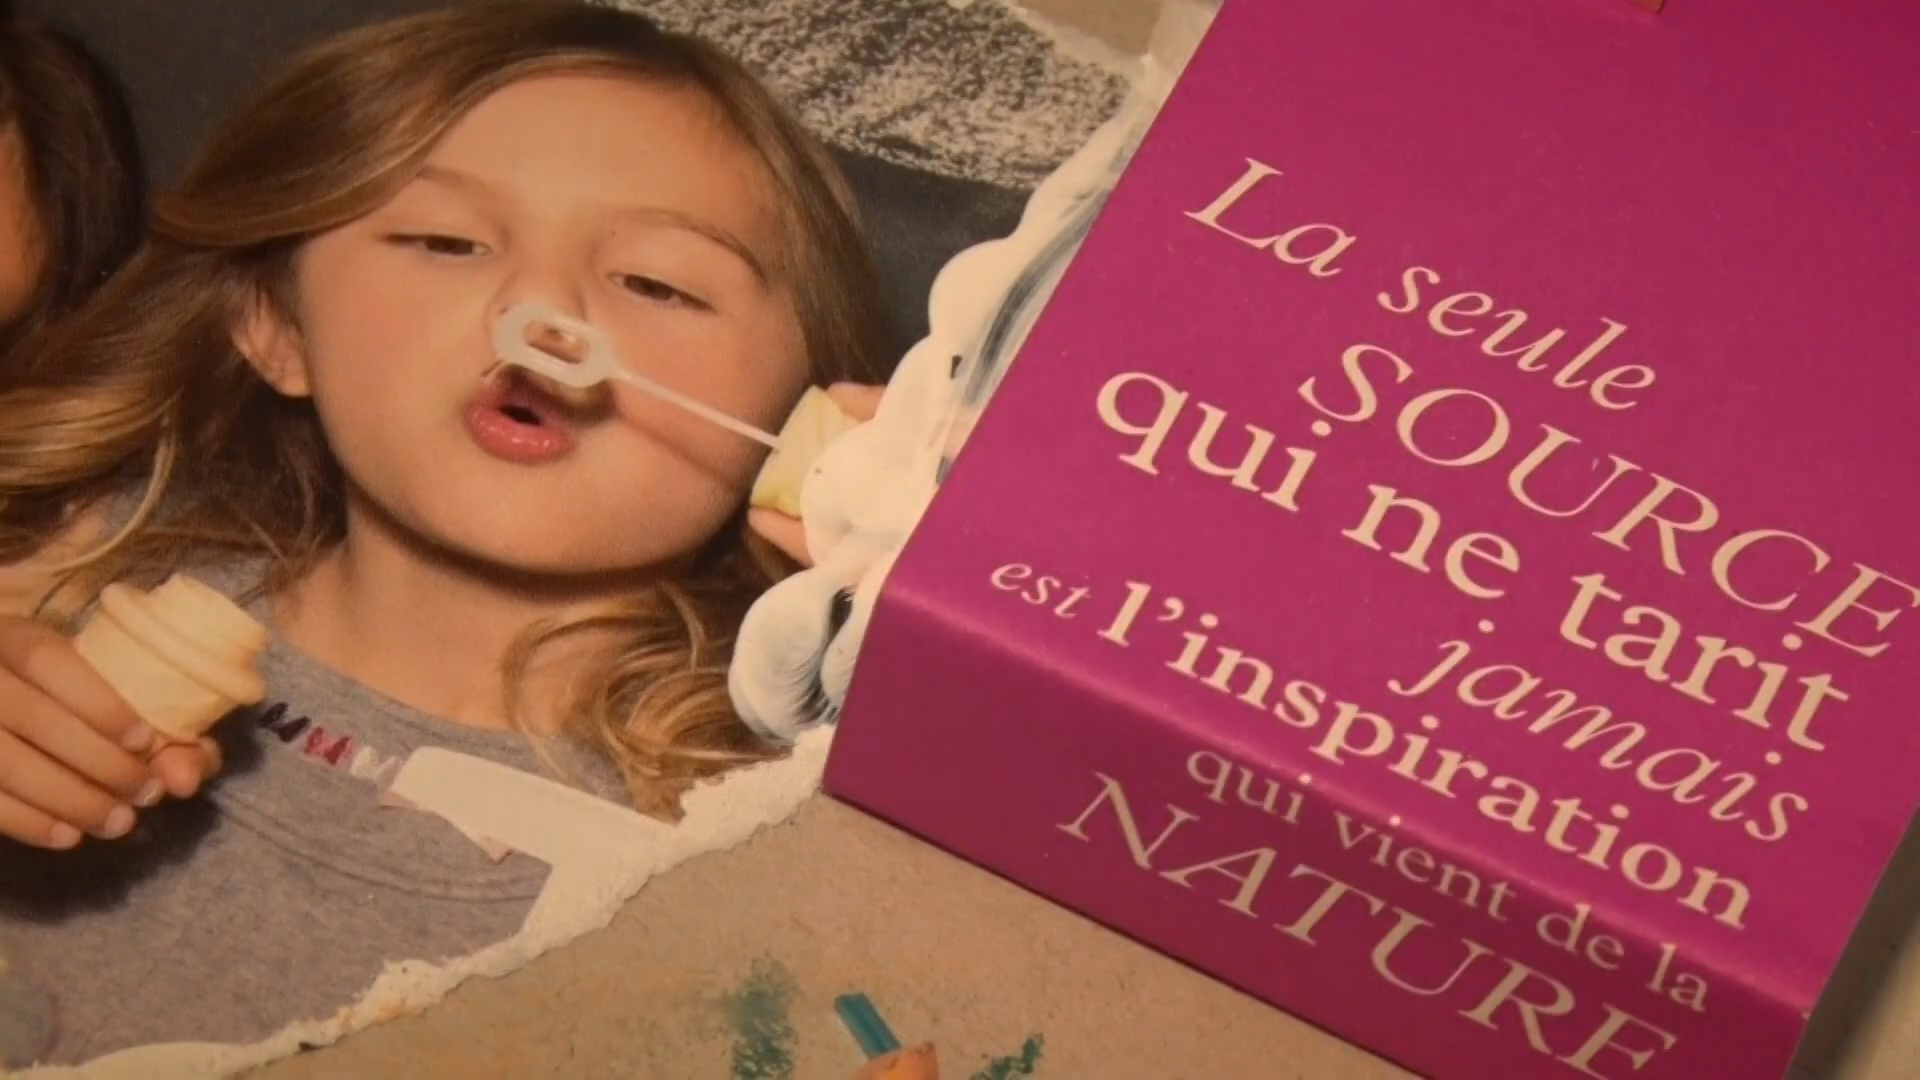 La seule
SOURCE
qui ne tarit
jamais
est l'inspiration
qui vient de la
NATURE